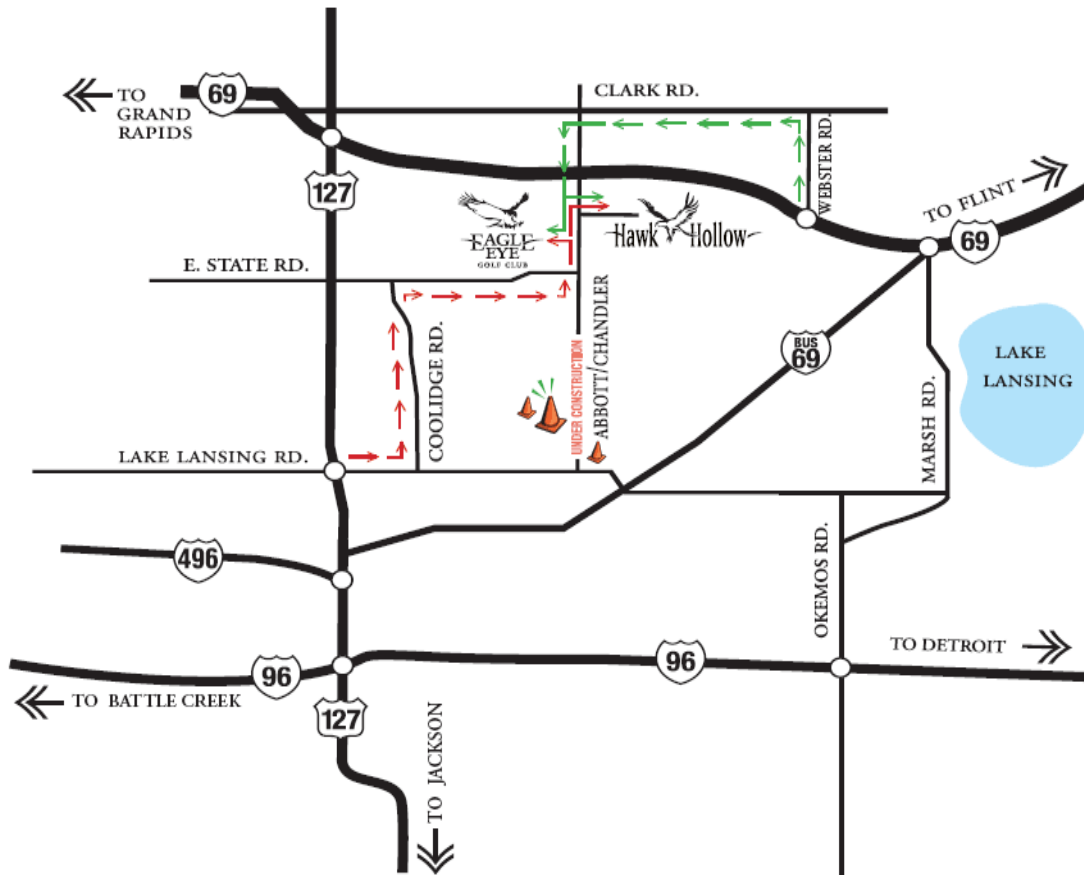 CLARK RD.
TO
GRAND
RAPIDS
69
WEBSTER RD.
127
TO FLINT
69
EAGLE
EYE
GOLF CLUB
Hawk Hollow
E. STATE RD.
COOLIDGE RD.
UNDER CONSTRUCTION
ABBOTT/CHANDLER
BUS
69
LAKE
LANSING
MARSH RD.
LAKE LANSING RD.
496
OKEMOS RD.
TO DETROIT
96
96
TO BATTLE CREEK
127
TO JACKSON